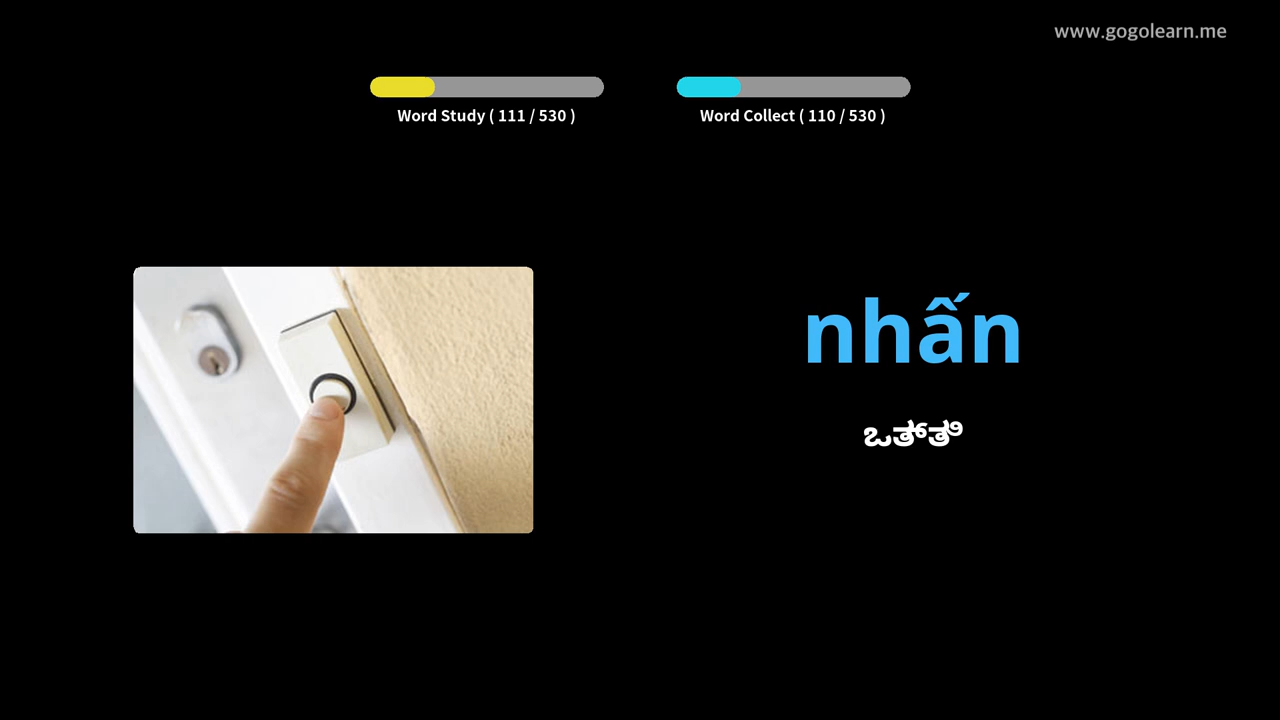 www.gogolearn.me
Word Study ( 111 / 530 )
Word Collect ( 110 / 530 )
nhấn
ಒತ್ತಿ